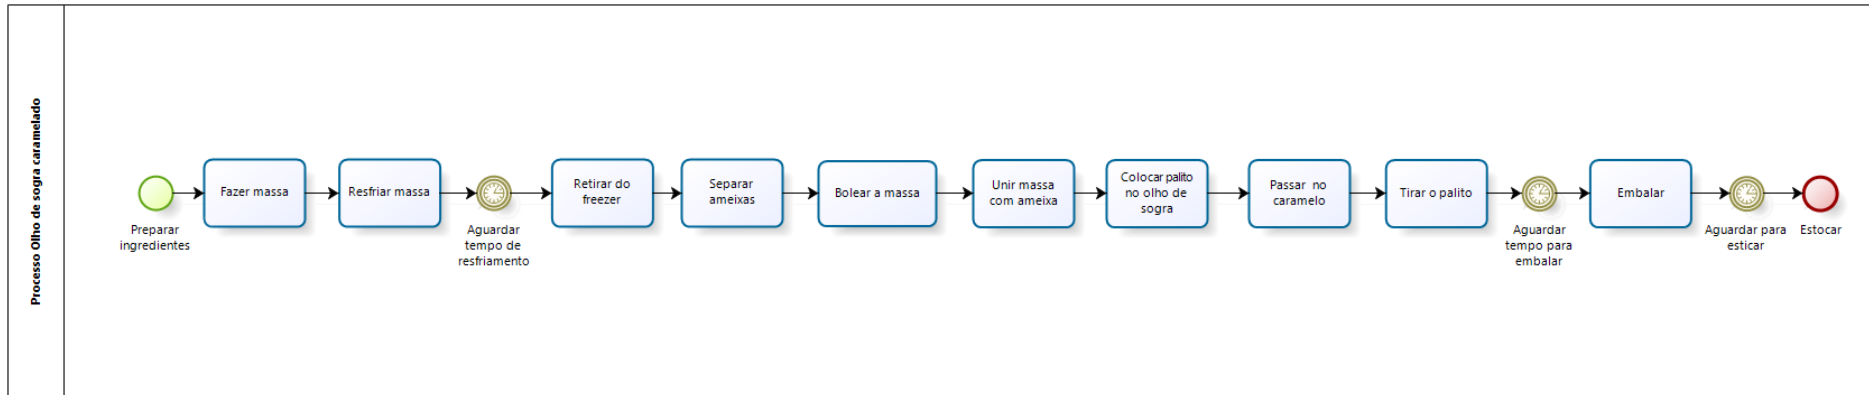 Processo Olho de sogra caramelado
Preparar
ingredientes
Fazer massa
Resfriar massa
Aguardar
tempo de
resfriamento
Retirar do
freezer
Separar
ameixas
Bolear a massa
Unir massa
com ameixa
Colocar palito
no olho de
sogra
Passar no
caramelo
Tirar o palito
Aguardar
tempo para
embalar
Embalar
Aguardar para
esticar
Estocar